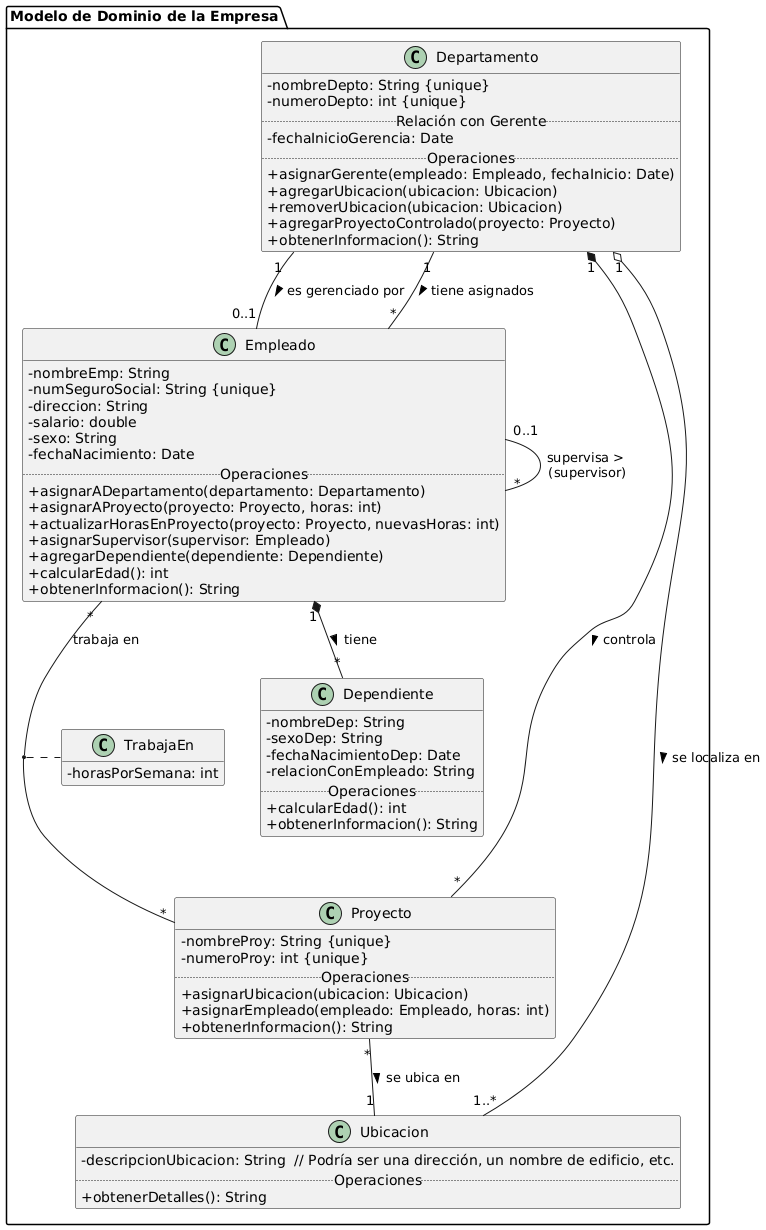 Modelo de Dominio de la Empresa
C Departamento
-nombreDepto: String {unique}
-numeroDepto: int {unique}
Relación con Gerente
-fechaInicioGerencia: Date
Operaciones
+asignarGerente(empleado: Empleado, fechaInicio: Date)
+agregarUbicacion(ubicacion: Ubicacion)
+removerUbicacion(ubicacion: Ubicacion)
+agregarProyectoControlado(proyecto: Proyecto)
+obtenerInformacion(): String
1 1 1 1
es gerenciado por tiene asignados
0..1 *
C Empleado
-nombreEmp: String
-numSeguroSocial: String {unique}
-direccion: String
-salario: double
-sexo: String
-fechaNacimiento: Date
Operaciones
+asignarADepartamento(departamento: Departamento)
+asignarAProyecto(proyecto: Proyecto, horas: int)
+actualizarHorasEnProyecto(proyecto: Proyecto, nuevasHoras: int)
+asignarSupervisor(supervisor: Empleado)
+agregarDependiente(dependiente: Dependiente)
+calcularEdad(): int
+obtenerInformacion(): String
0..1
supervisa >
(supervisor)
*
* 1
trabaja en tiene controla
*
C Dependiente
-nombreDep: String
-sexoDep: String
-fechaNacimientoDep: Date
-relacionConEmpleado: String
Operaciones
+calcularEdad(): int
+obtenerInformacion(): String
C TrabajaEn
-horasPorSemana: int
se localiza en
* *
C Proyecto
-nombreProy: String {unique}
-numeroProy: int {unique}
Operaciones
+asignarUbicacion(ubicacion: Ubicacion)
+asignarEmpleado(empleado: Empleado, horas: int)
+obtenerInformacion(): String
*
se ubica en
1 1..*
C Ubicacion
-descripcionUbicacion: String // Podría ser una dirección, un nombre de edificio, etc.
Operaciones
+obtenerDetalles(): String